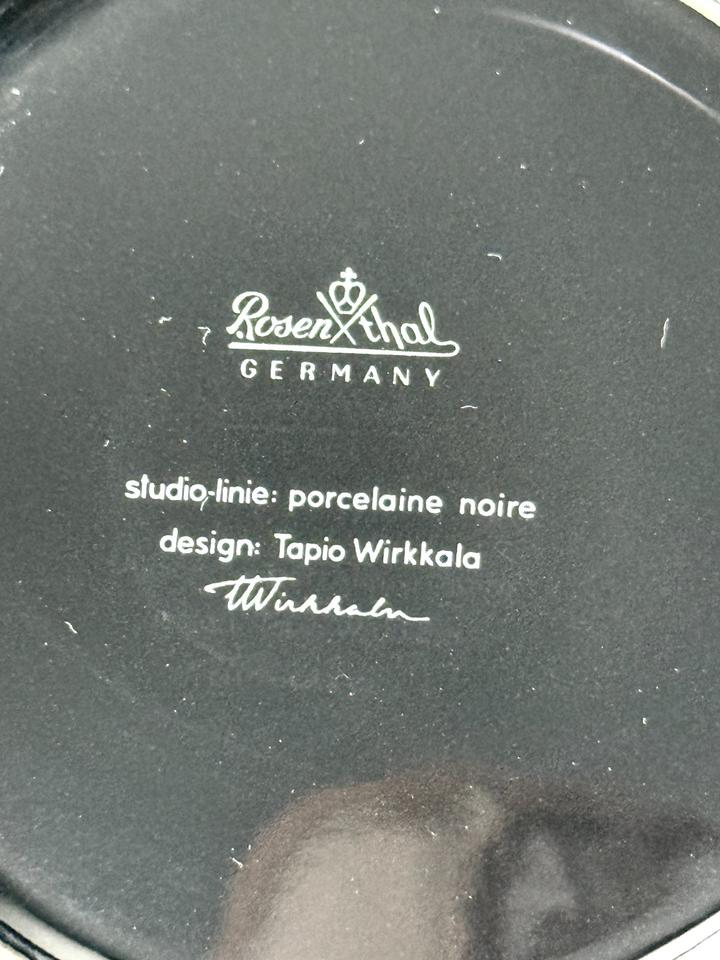 Rosenthal
GERMANY
studio-linie: porcelaine noire
design: Tapio Wirkkala
TWirkkala